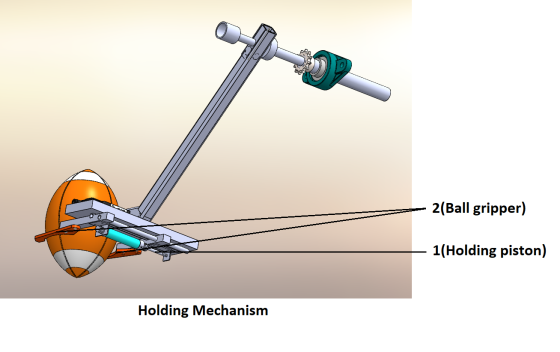 2(Ball gripper)
1(Holding piston)
Holding Mechanism